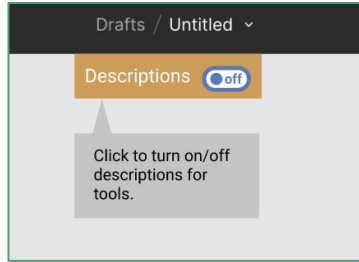 Drafts / Untitled
Descriptions off
Click to turn on/off
descriptions for
tools.